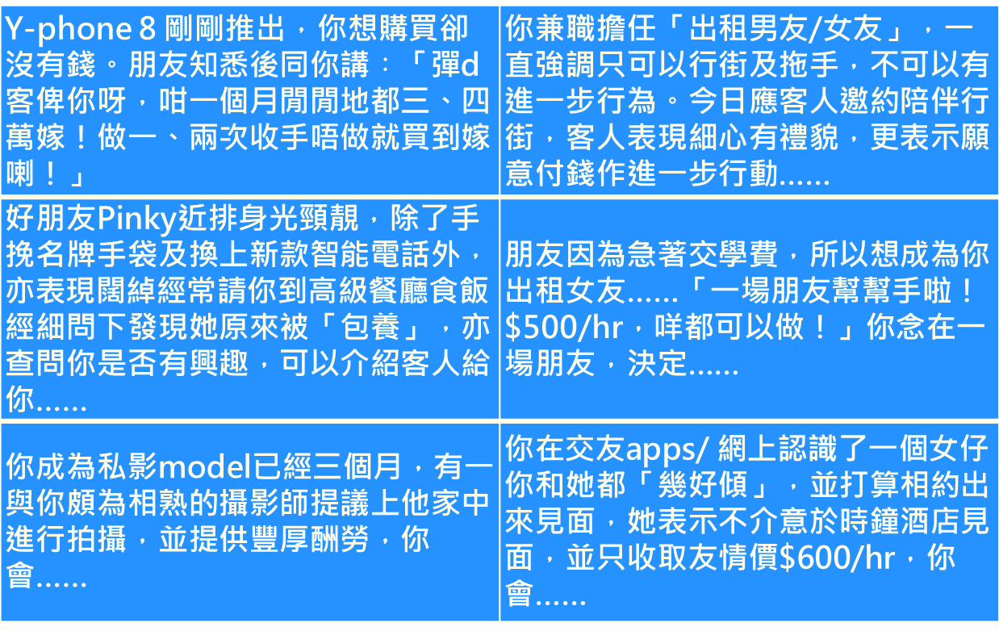 Y-phone 8 剛剛推出，你想購買卻
沒有錢。朋友知悉後同你講：「彈d
客俾你呀，咁一個月閒閒地都三、四
萬嫁！做一、兩次收手唔做就買到嫁
喇！」
你兼職擔任「出租男友/女友」，一
直強調只可以行街及拖手，不可以有
進一步行為。今日應客人邀約陪伴行
街，客人表現細心有禮貌，更表示願
意付錢作進一步行動......
好朋友Pinky近排身光頸靚，除了手
挽名牌手袋及換上新款智能電話外，
亦表現闊綽經常請你到高級餐廳食飯
經細問下發現她原來被「包養」，亦
查問你是否有興趣，可以介紹客人給
你......
朋友因為急著交學費，所以想成為你
出租女友......「一場朋友幫幫手啦！
$500/hr，咩都可以做！」你念在一
場朋友，決定......
你成為私影model已經三個月，有一
與你頗為相熟的攝影師提議上他家中
進行拍攝，並提供豐厚酬勞，你
會......
你在交友apps/ 網上認識了一個女仔
你和她都「幾好傾」，並打算相約出
來見面，她表示不介意於時鐘酒店見
面，並只收取友情價$600/hr，你
會......